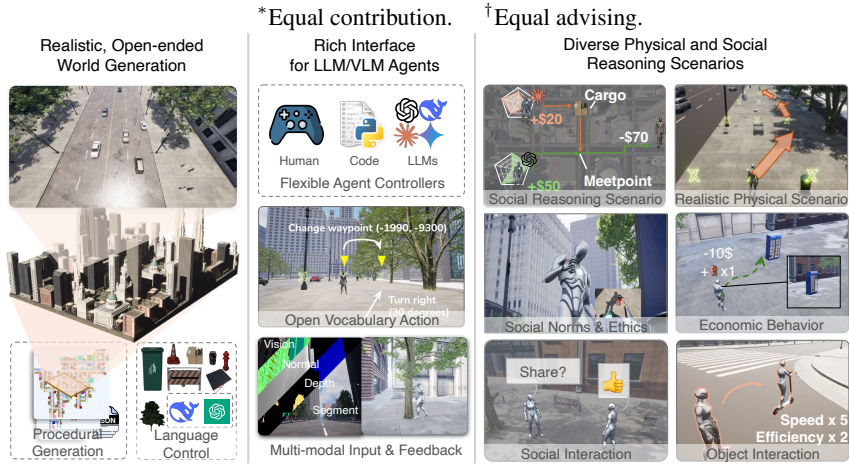 *Equal contribution.
†Equal advising.
Realistic, Open-ended
World Generation
Procedural
Generation
JSON
Language
Control
Rich Interface
for LLM/VLM Agents
Human
Code
LLMs
Flexible Agent Controllers
Change waypoint (-1990, -9300)
Turn right
(30 degrees)
Open Vocabulary Action
Vision
Normal
Depth
Segment
Multi-modal Input & Feedback
Diverse Physical and Social
Reasoning Scenarios
Cargo
+$20
-$70
+$50
Meetpoint
Social Reasoning Scenario
Realistic Physical Scenario
Social Norms & Ethics
-10$
+ x1
Economic Behavior
Share?
Social Interaction
Speed x 5
Efficiency x 2
Object Interaction